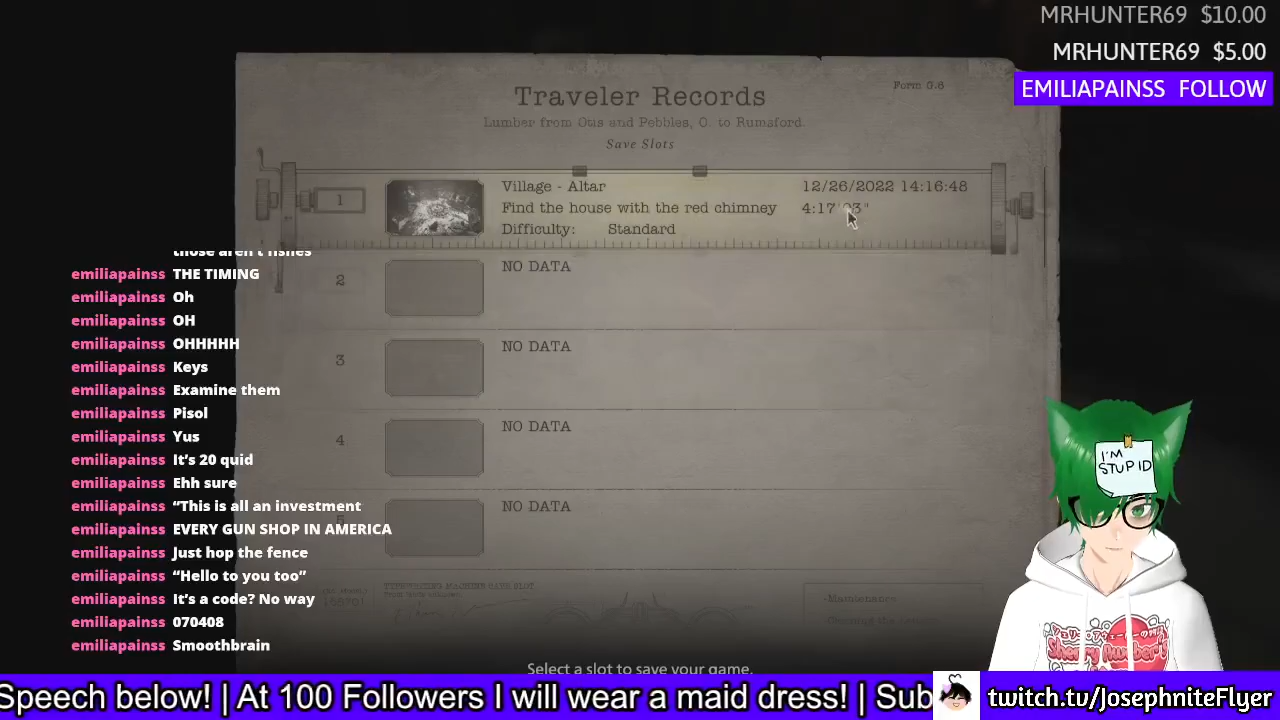 MRHUNTER69 $10.00
MRHUNTER69 $5.00
EMILIAPAINSS FOLLOW
Traveler Records
Lumber from Otis and Pebbles, O. to Rumsford.
Save Slots
1
Village - Altar
12/26/2022 14:16:48
Find the house with the red chimney
Difficulty: Standard
those aren't fishes
emiliapainss THE TIMING
2
NO DATA
emiliapainss Oh
emiliapainss OH
emiliapainss OHHHHH
3
NO DATA
emiliapainss Keys
emiliapainss Examine them
emiliapainss Pisol
4
NO DATA
emiliapainss Yus
emiliapainss It's 20 quid
emiliapainss Ehh sure
emiliapainss “This is all an investment
NO DATA
emiliapainss EVERY GUN SHOP IN AMERICA
emiliapainss Just hop the fence
emiliapainss “Hello to you too”
emiliapainss It's a code? No way
emiliapainss 070408
emiliapainss Smoothbrain
-Maintenance
I'M
STUPID
Select a slot to save your game.
Speech below! | At 100 Followers I will wear a maid dress! | Sub
twitch.tv/JosephniteFlyer